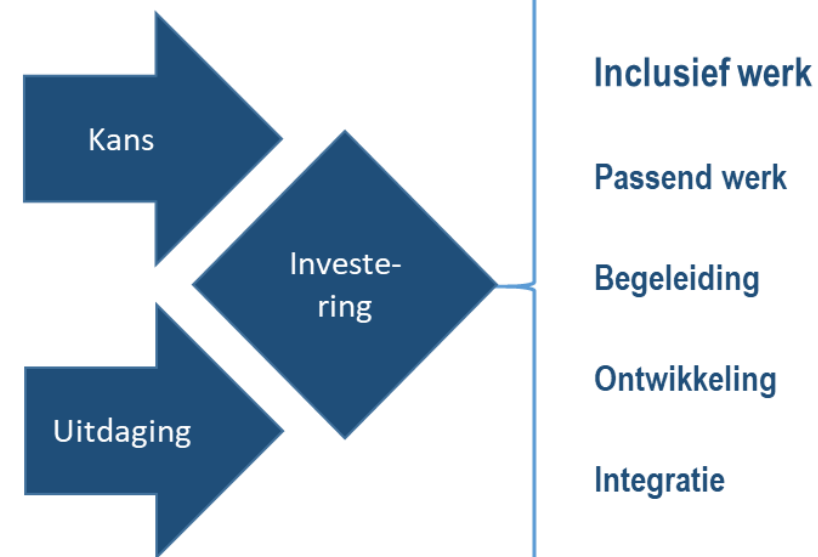 Kans
Uitdaging
Investe-
ring
Inclusief werk
Passend werk
Begeleiding
Ontwikkeling
Integratie